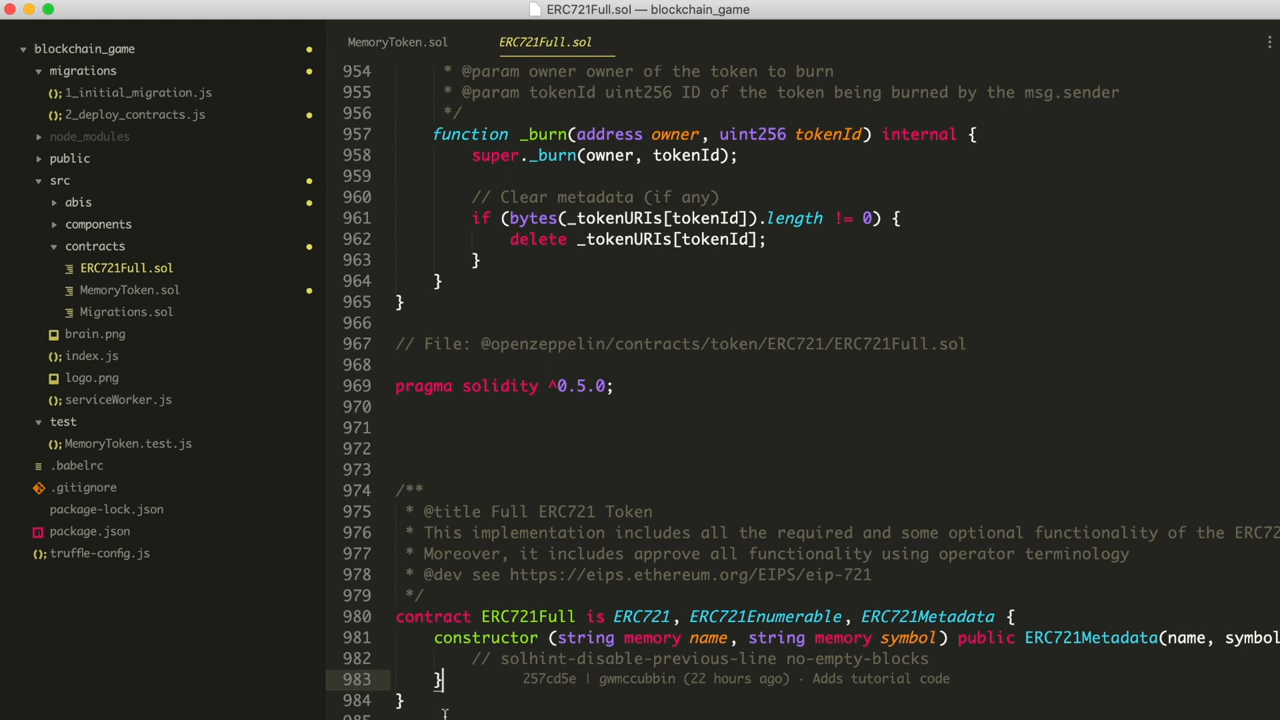 ERC721Full.sol — blockchain_game
blockchain_game
migrations
1_initial_migration.js
2_deploy_contracts.js
node_modules
public
src
abis
components
contracts
ERC721Full.sol
MemoryToken.sol
Migrations.sol
brain.png
index.js
logo.png
serviceWorker.js
test
MemoryToken.test.js
.babelrc
.gitignore
package-lock.json
package.json
truffle-config.js
MemoryToken.sol ERC721Full.sol
954 * @param owner owner of the token to burn
955 * @param tokenId uint256 ID of the token being burned by the msg.sender
956 */
957 function _burn(address owner, uint256 tokenId) internal {
958 super._burn(owner, tokenId);
959
960 // Clear metadata (if any)
961 if (bytes(_tokenURIs[tokenId]).length != 0) {
962 delete _tokenURIs[tokenId];
963 }
964 }
965 }
966
967 // File: @openzeppelin/contracts/token/ERC721/ERC721Full.sol
968
969 pragma solidity ^0.5.0;
970
971
972
973
974 /**
975 * @title Full ERC721 Token
976 * This implementation includes all the required and some optional functionality of the ERC7
977 * Moreover, it includes approve all functionality using operator terminology
978 * @dev see https://eips.ethereum.org/EIPS/eip-721
979 */
980 contract ERC721Full is ERC721, ERC721Enumerable, ERC721Metadata {
981 constructor (string memory name, string memory symbol) public ERC721Metadata(name, symbol
982 // solhint-disable-previous-line no-empty-blocks
983 } 257cd5e | gwmccubbin (22 hours ago) · Adds tutorial code
984 }
985